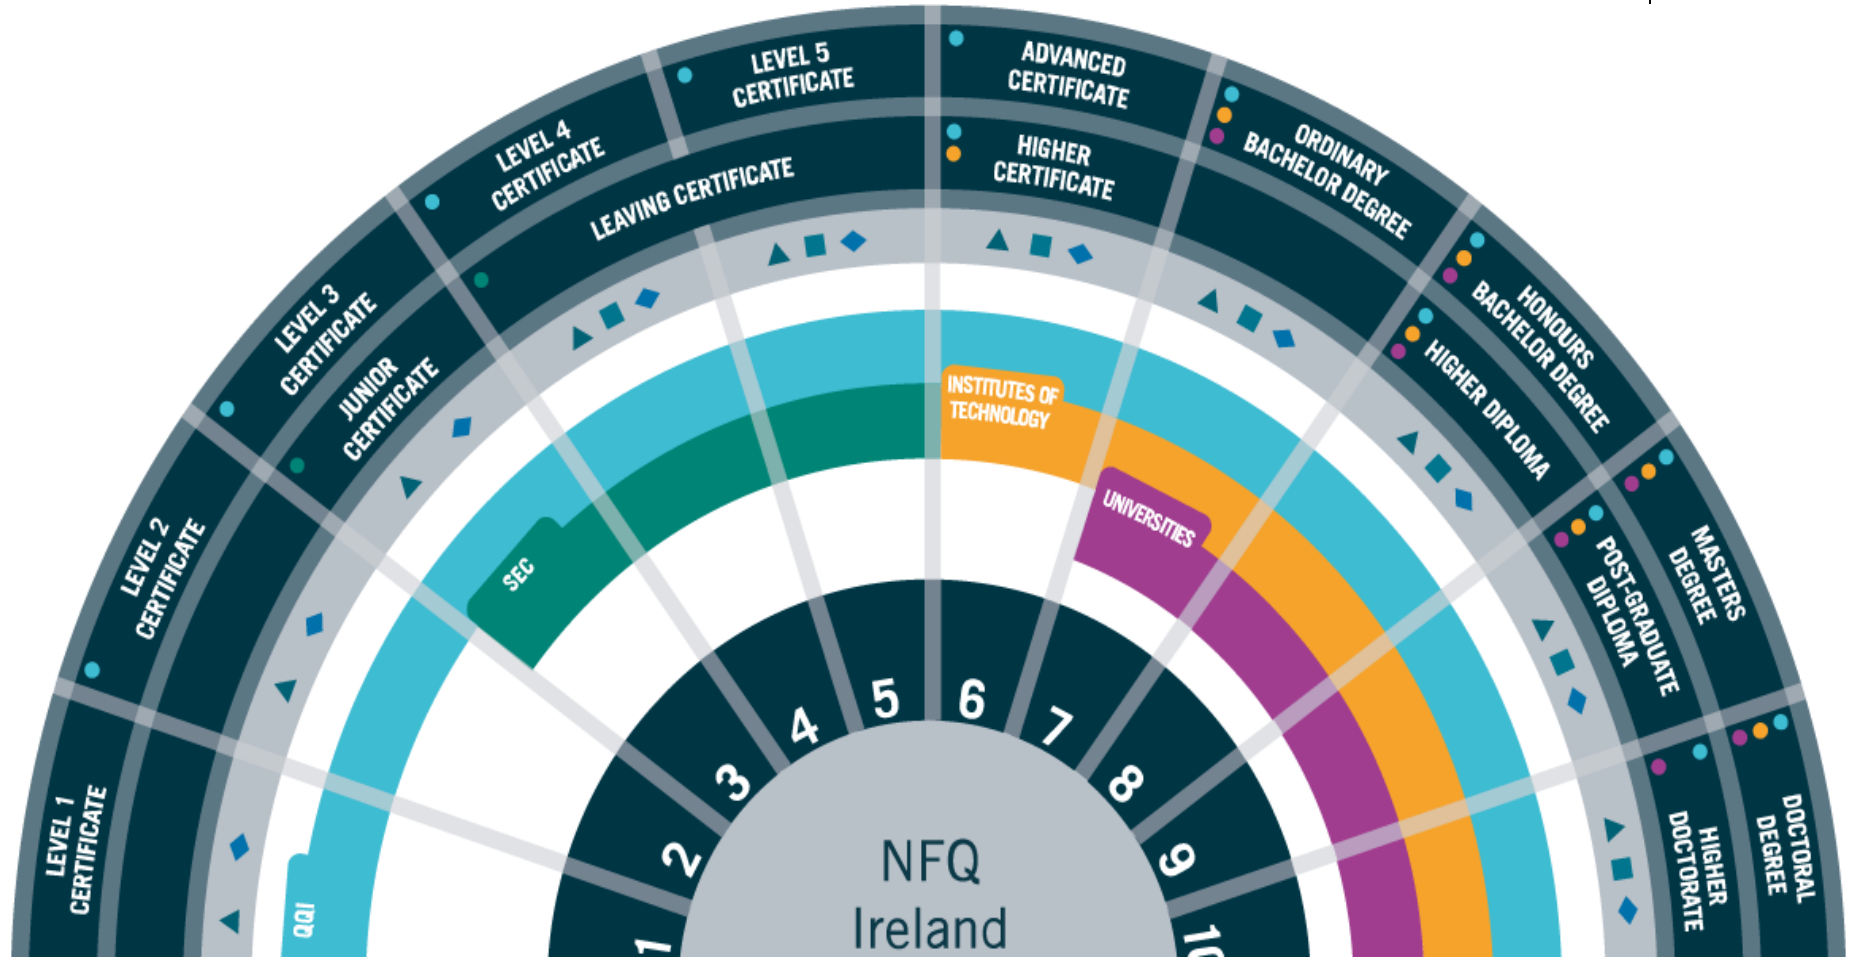 LEVEL 1
CERTIFICATE
LEVEL 2
CERTIFICATE
LEVEL 3
CERTIFICATE
LEVEL 4
CERTIFICATE
LEVEL 5
CERTIFICATE
ADVANCED
CERTIFICATE
ORDINARY
BACHELOR DEGREE
HONOURS
BACHELOR DEGREE
MASTERS
DEGREE
DOCTORAL
DEGREE
JUNIOR
CERTIFICATE
LEAVING CERTIFICATE
HIGHER
CERTIFICATE
HIGHER DIPLOMA
POST-GRADUATE
DIPLOMA
HIGHER
DOCTORATE
QQI
SEC
INSTITUTES OF
TECHNOLOGY
UNIVERSITIES
1
2
3
4
5
6
7
8
9
10
NFQ
Ireland